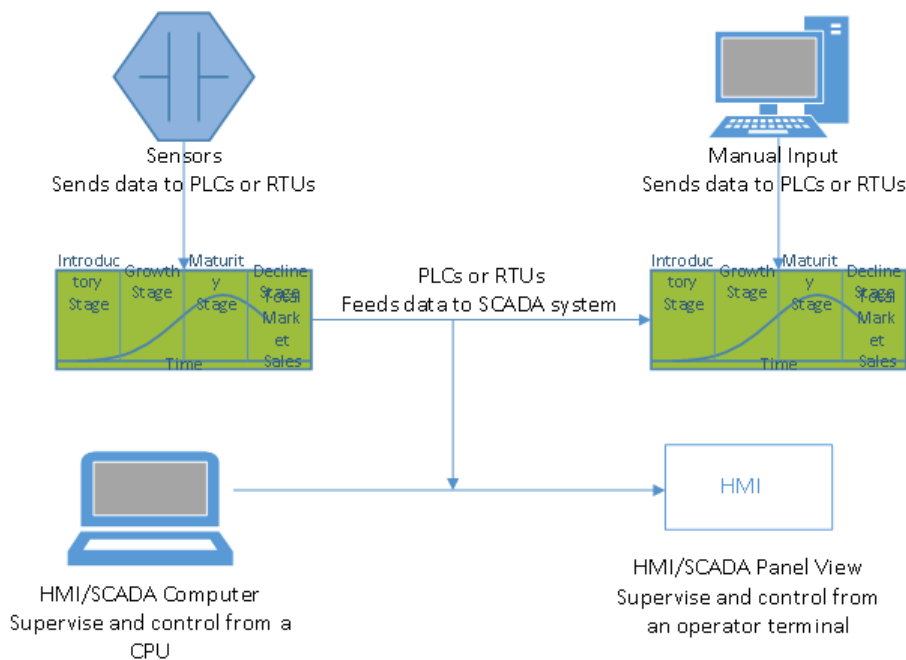 Sensors
Sends data to PLCs or RTUs
Manual Input
Sends data to PLCs or RTUs
Introduc
tory
Stage
Growth
Stage
Maturit
y
Stage
Decline
Stage
Total
Mark
et
Sales
Time
PLCs or RTUs
Feeds data to SCADA system
Introduc
tory
Stage
Growth
Stage
Maturit
y
Stage
Decline
Stage
Total
Mark
et
Sales
Time
HMI/SCADA Computer
Supervise and control from a
CPU
HMI
HMI/SCADA Panel View
Supervise and control from
an operator terminal